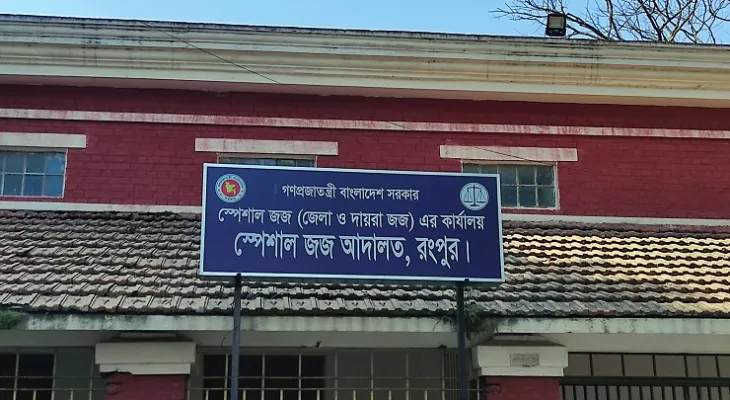 গণপ্রজাতন্ত্রী বাংলাদেশ সরকার
স্পেশাল জজ (জেলা ও দায়রা জজ) এর কার্যালয়
স্পেশাল জজ আদালত, রংপুর।